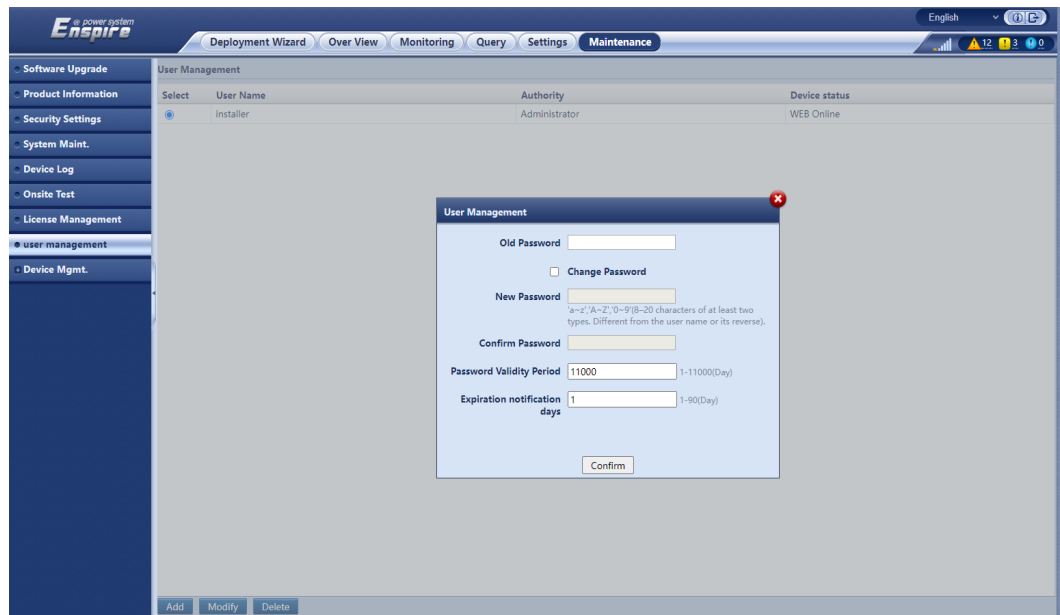 @ power system
Enspire
English
Deployment Wizard Over View Monitoring Query Settings Maintenance
12 3 0
Software Upgrade
Product Information
Security Settings
System Maint.
Device Log
Onsite Test
License Management
user management
Device Mgmt.
User Management
Select User Name Authority Device status
installer Administrator WEB Online
User Management
Old Password
Change Password
New Password
'a~z','A~Z','0~9'(8–20 characters of at least two
types. Different from the user name or its reverse).
Confirm Password
Password Validity Period 11000 1-11000(Day)
Expiration notification 1 1-90(Day)
days
Confirm
Add Modify Delete